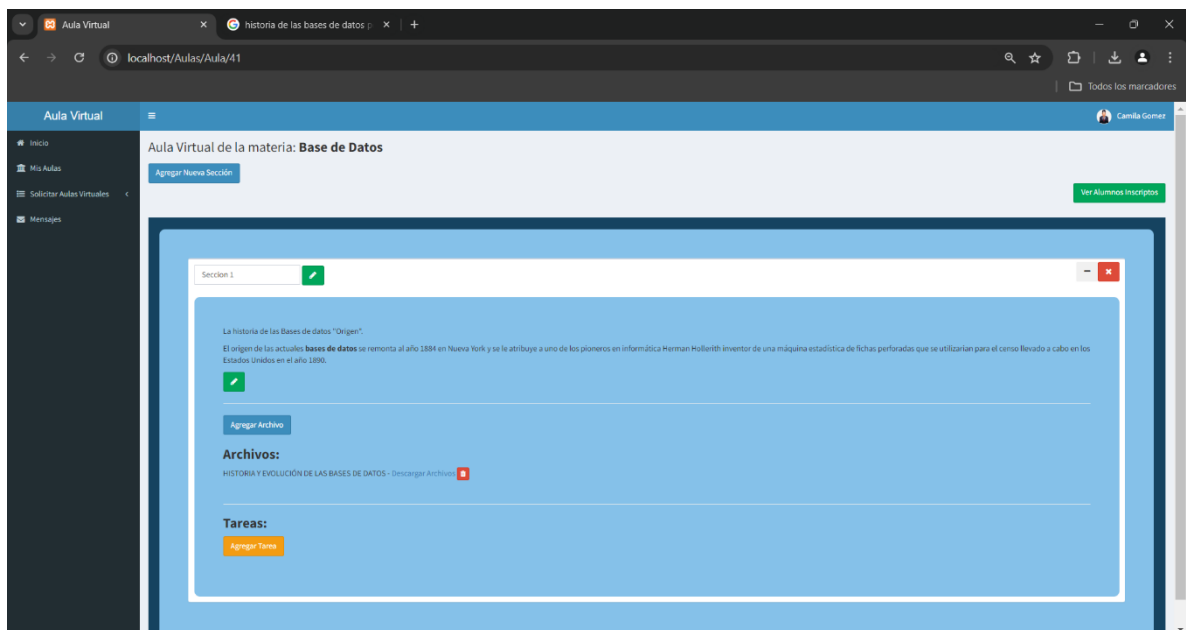 Aula Virtual
historia de las bases de datos p
localhost/Aulas/Aula/41
Todos los marcadores
Aula Virtual
Camila Gomez
Inicio
Mis Aulas
Solicitar Aulas Virtuales
Mensajes
Aula Virtual de la materia: Base de Datos
Agregar Nueva Sección
Ver Alumnos Inscriptos
Seccion 1
La historia de las Bases de datos "Origen".
El origen de las actuales bases de datos se remonta al año 1884 en Nueva York y se le atribuye a uno de los pioneros en informática Herman Hollerith inventor de una máquina estadística de fichas perforadas que se utilizarian para el censo llevado a cabo en los
Estados Unidos en el año 1890.
Agregar Archivo
Archivos:
HISTORIA Y EVOLUCIÓN DE LAS BASES DE DATOS - Descargar Archivos
Tareas:
Agregar Tarea